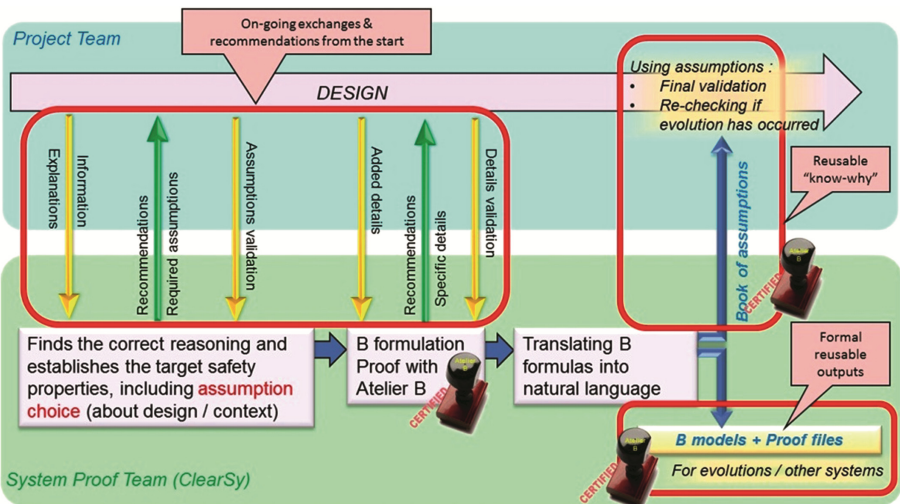 Project Team
On-going exchanges &
recommendations from the start
DESIGN
Using assumptions :
• Final validation
• Re-checking if
evolution has occurred
Information
Explanations
Recommendations
Required assumptions
Assumptions validation
Added details
Recommendations
Specific details
Details validation
Book of assumptions
Reusable
“know-why”
Atelier
B
CERTIFIED
Finds the correct reasoning and
establishes the target safety
properties, including assumption
choice (about design / context)
B formulation
Proof with
Atelier B
Atelier
B
CERTIFIED
Translating B
formulas into
natural language
Formal
reusable
outputs
Atelier
B
CERTIFIED
B models + Proof files
For evolutions / other systems
System Proof Team (ClearSy)